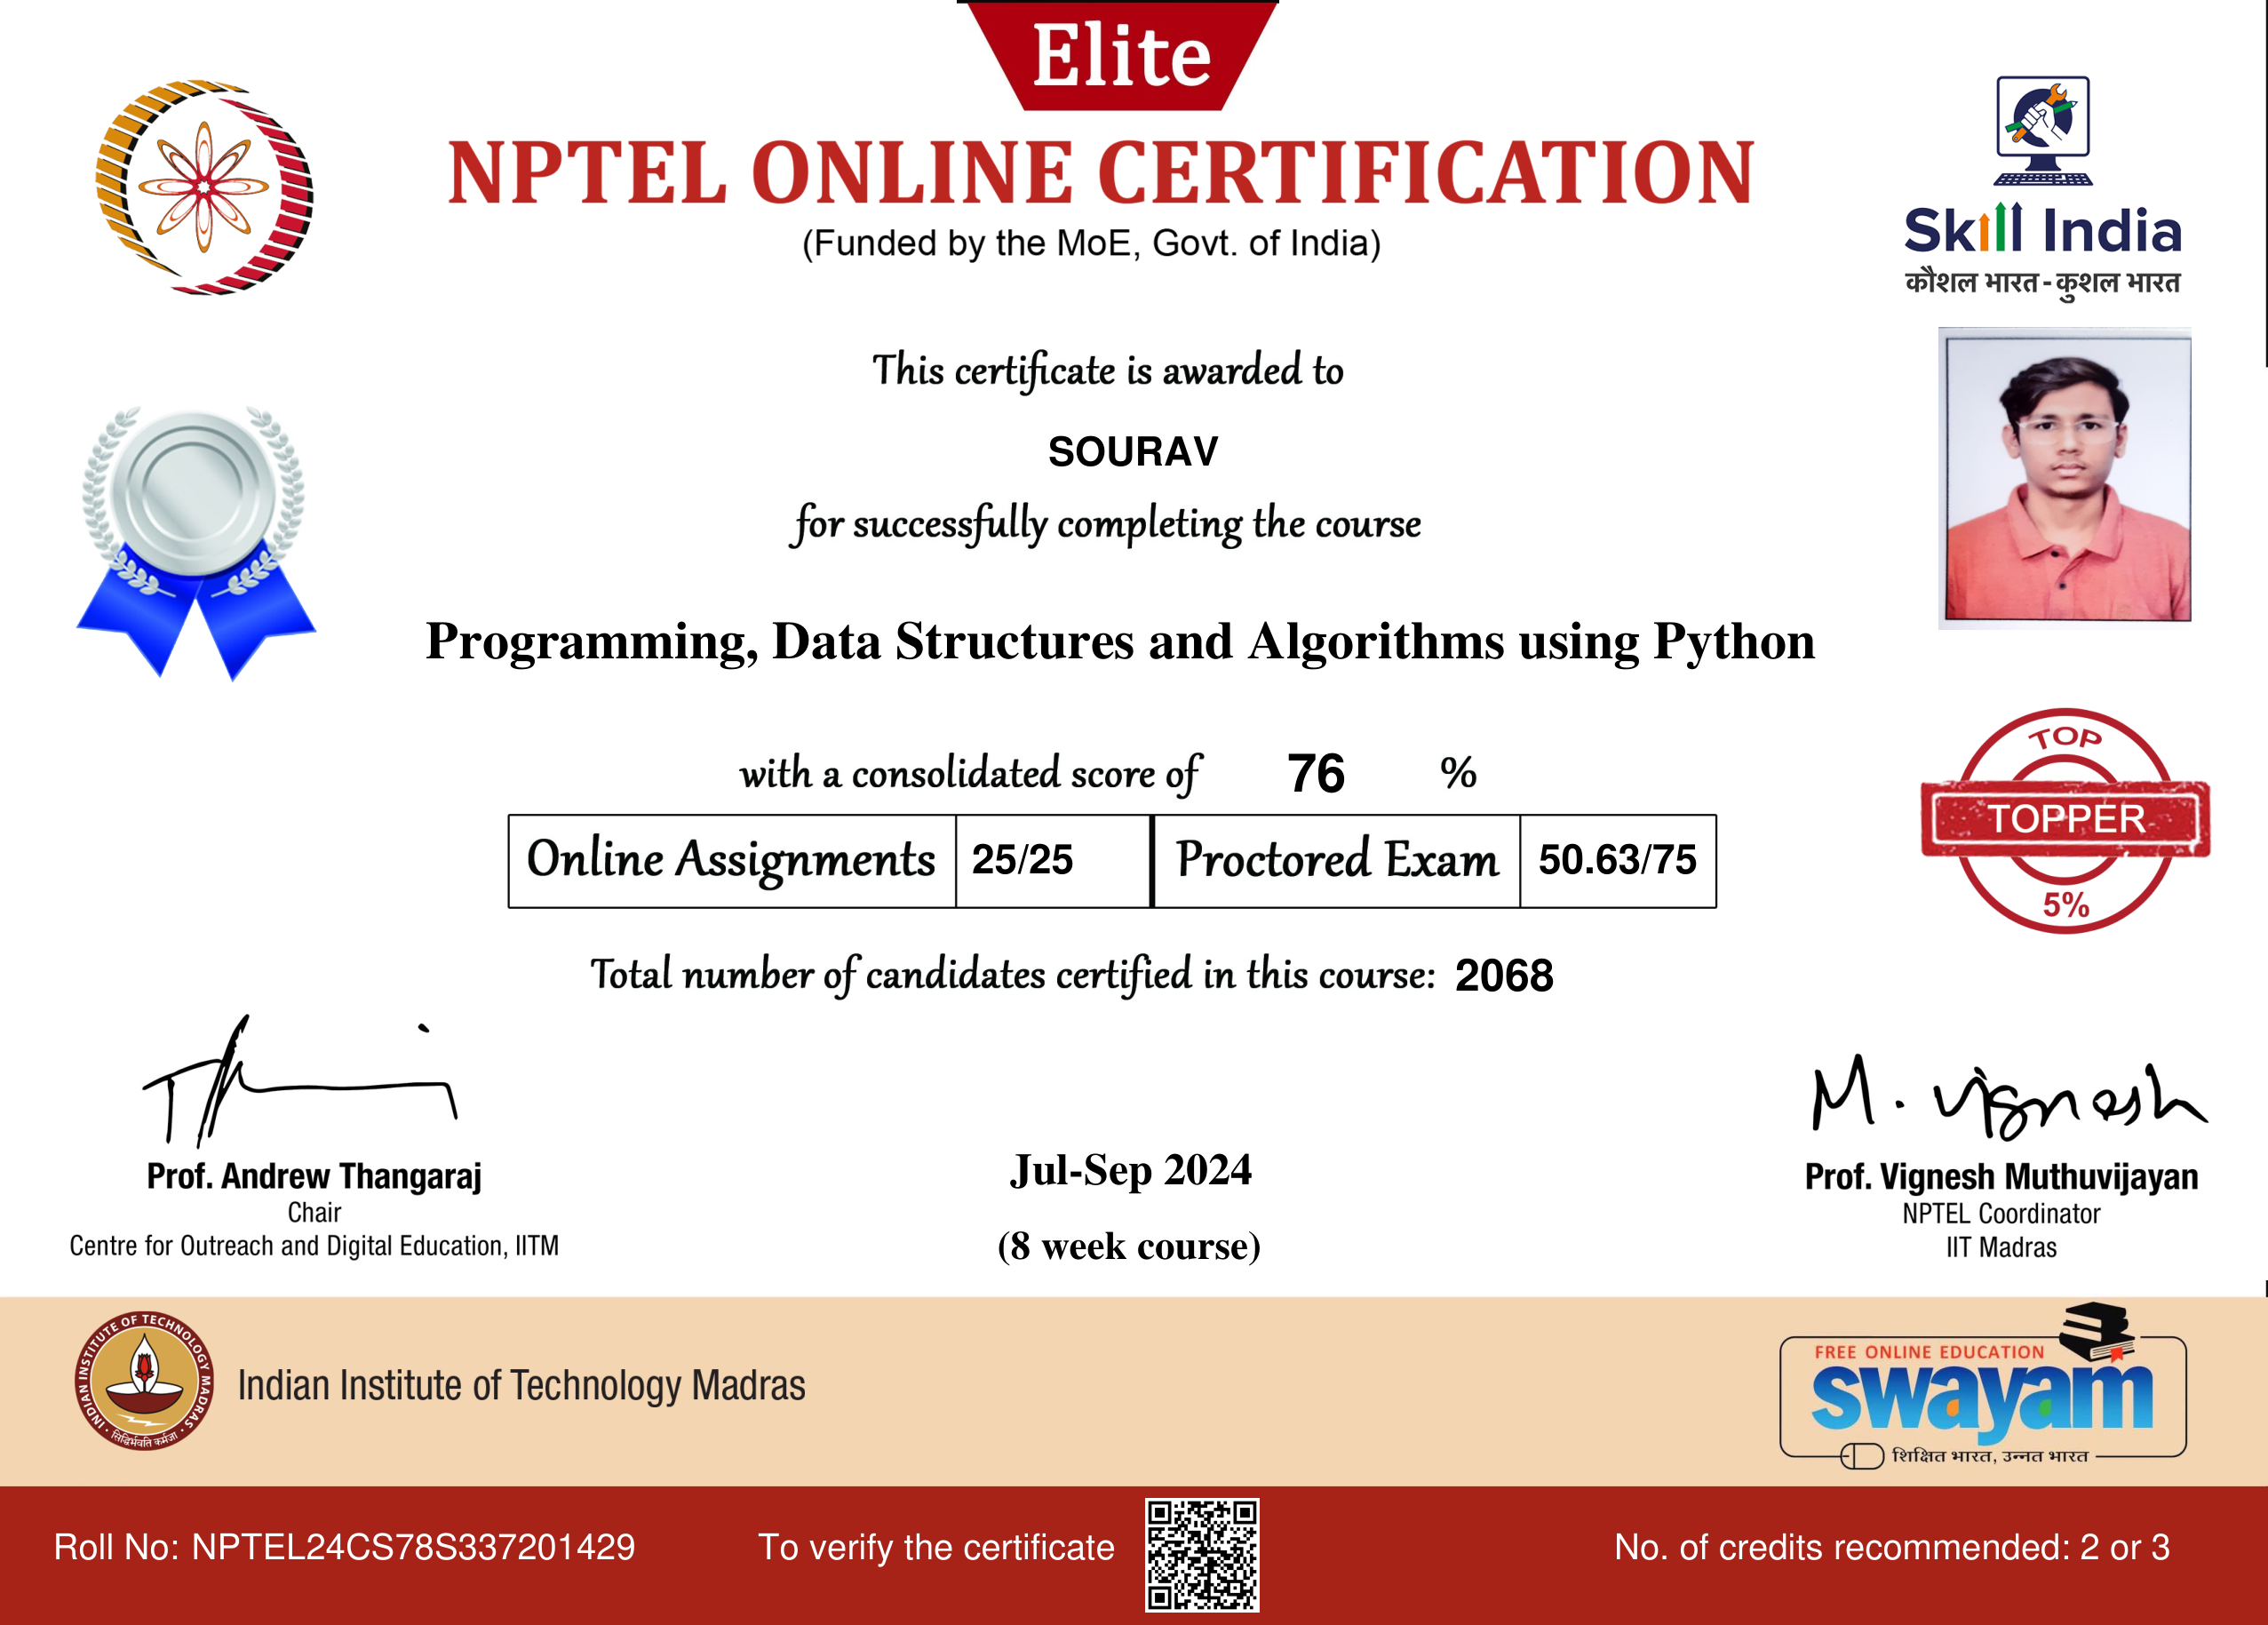 Elite
NPTEL ONLINE CERTIFICATION
(Funded by the MoE, Govt. of India)
Skill India
कौशल भारत - कुशल भारत
This certificate is awarded to
SOURAV
for successfully completing the course
Programming, Data Structures and Algorithms using Python
with a consolidated score of 76 %
Online Assignments 25/25 Proctored Exam 50.63/75
TOP
TOPPER
5%
Total number of candidates certified in this course: 2068
M. Vignesh
Prof. Andrew Thangaraj
Chair
Centre for Outreach and Digital Education, IITM
Jul-Sep 2024
(8 week course)
Prof. Vignesh Muthuvijayan
NPTEL Coordinator
IIT Madras
INDIAN INSTITUTE OF TECHNOLOGY MADRAS
सिद्धिर्भवति कर्मजा
Indian Institute of Technology Madras
FREE ONLINE EDUCATION
swayam
शिक्षित भारत, उन्नत भारत
Roll No: NPTEL24CS78S337201429 To verify the certificate No. of credits recommended: 2 or 3